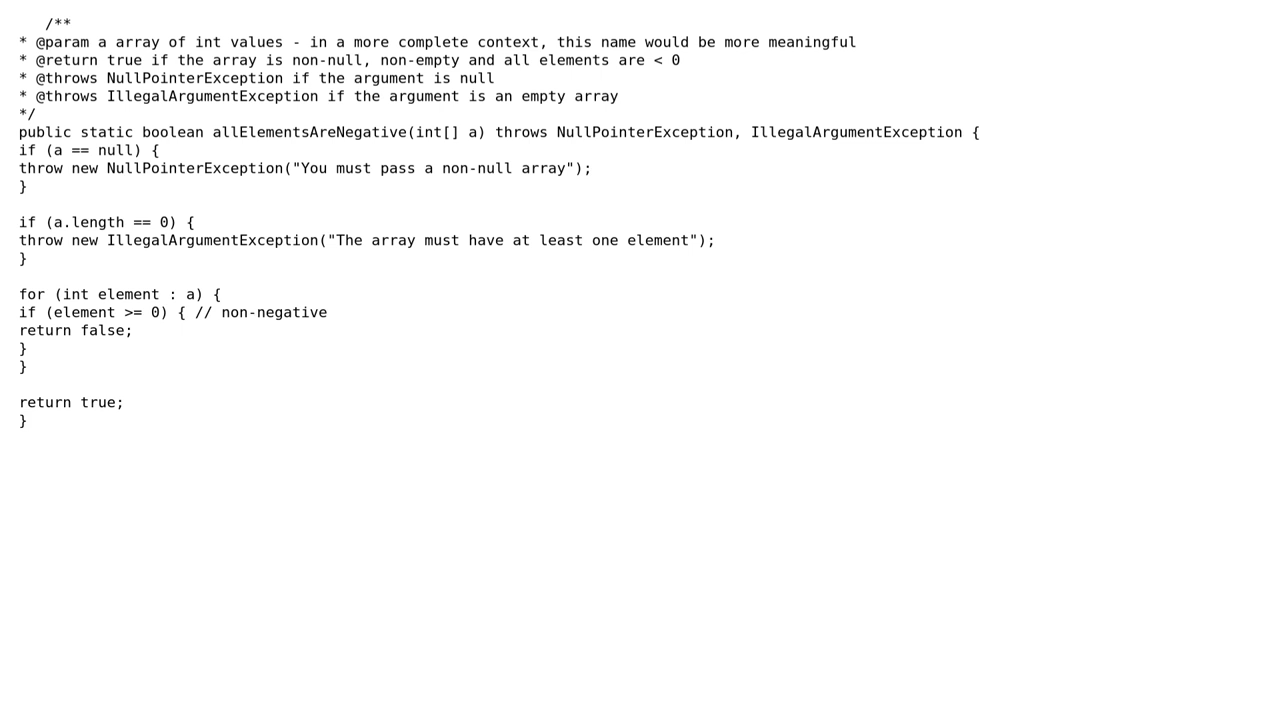 /**
* @param a array of int values - in a more complete context, this name would be more meaningful
* @return true if the array is non-null, non-empty and all elements are < 0
* @throws NullPointerException if the argument is null
* @throws IllegalArgumentException if the argument is an empty array
*/
public static boolean allElementsAreNegative(int[] a) throws NullPointerException, IllegalArgumentException {
if (a == null) {
throw new NullPointerException("You must pass a non-null array");
}

if (a.length == 0) {
throw new IllegalArgumentException("The array must have at least one element");
}

for (int element : a) {
if (element >= 0) { // non-negative
return false;
}
}

return true;
}